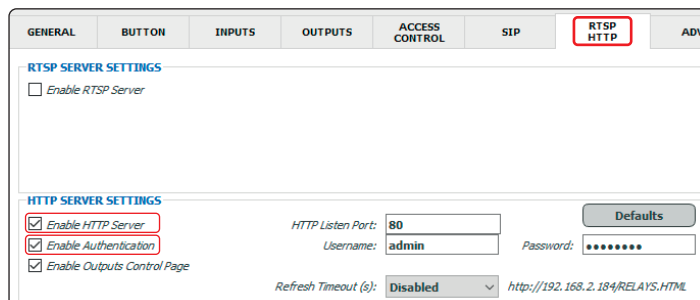 GENERAL BUTTON INPUTS OUTPUTS ACCESS CONTROL SIP RTSP HTTP ADV
RTSP SERVER SETTINGS
Enable RTSP Server
HTTP SERVER SETTINGS
Defaults
Enable HTTP Server HTTP Listen Port: 80
Enable Authentication Username: admin Password: ●●●●●●●●
Enable Outputs Control Page
Refresh Timeout (s): Disabled http://192.168.2.184/RELAYS.HTML